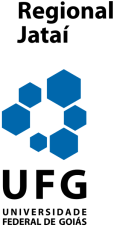 Regional
Jataí
UFG
UNIVERSIDADE
FEDERAL DE GOIÁS